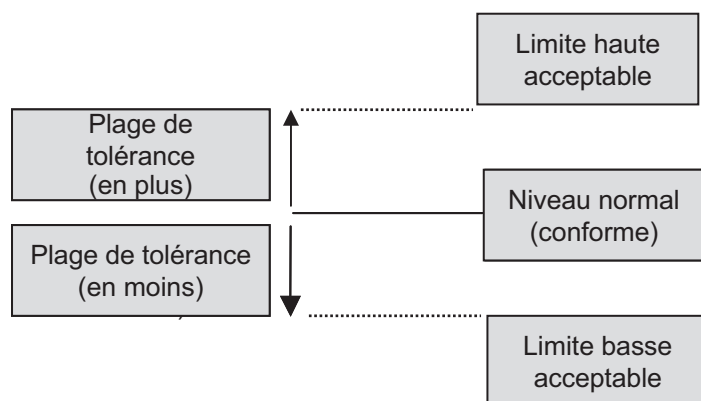 Limite haute
acceptable
Plage de
tolérance
(en plus)
Niveau normal
(conforme)
Plage de tolérance
(en moins)
Limite basse
acceptable